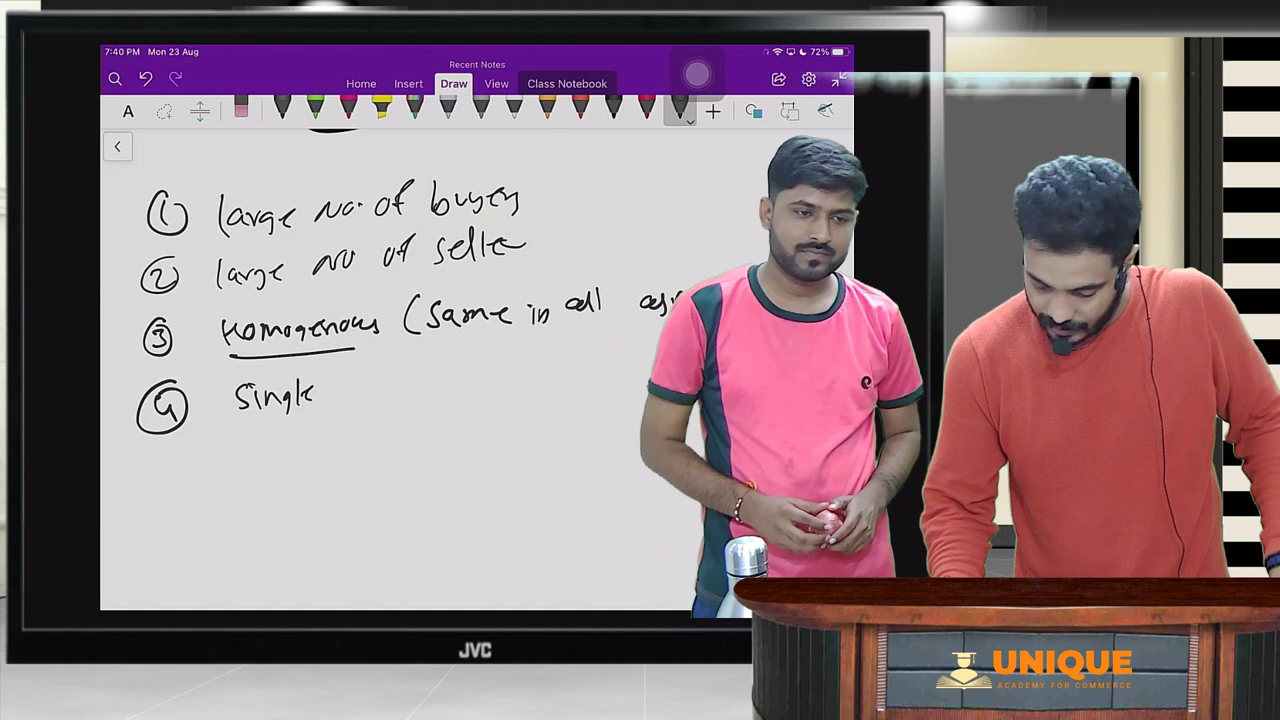 7:40 PM Mon 23 Aug
72%
Recent Notes
Home Insert Draw View Class Notebook
A
① large no. of buyers
② large no of seller
③ Homogenous (Same in all
④ Single
JVC
UNIQUE
ACADEMY FOR COMMERCE